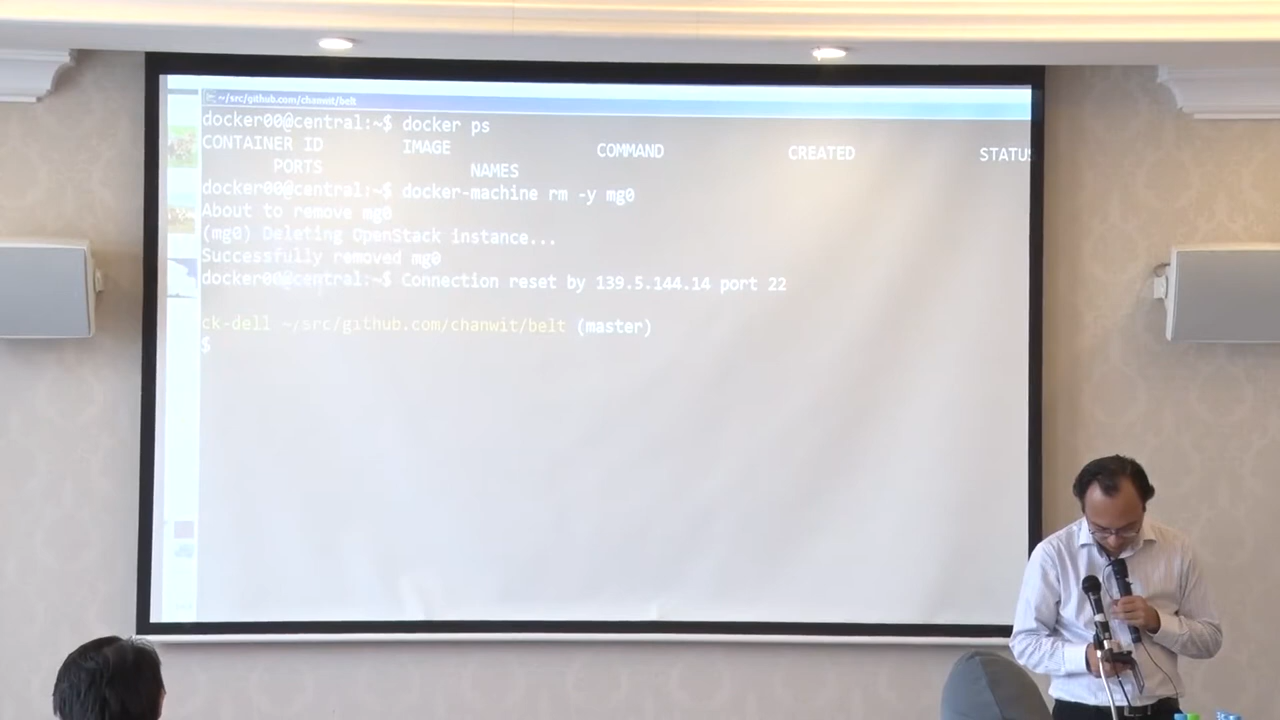 ~/src/github.com/chanwit/belt
docker00@central:~$ docker ps
CONTAINER ID IMAGE COMMAND CREATED STATUS
PORTS NAMES
docker00@central:~$ docker-machine rm -y mg0
About to remove mg0
(mg0) Deleting OpenStack instance...
Successfully removed mg0
docker00@central:~$ Connection reset by 139.5.144.14 port 22
ck-dell ~/src/github.com/chanwit/belt (master)
$